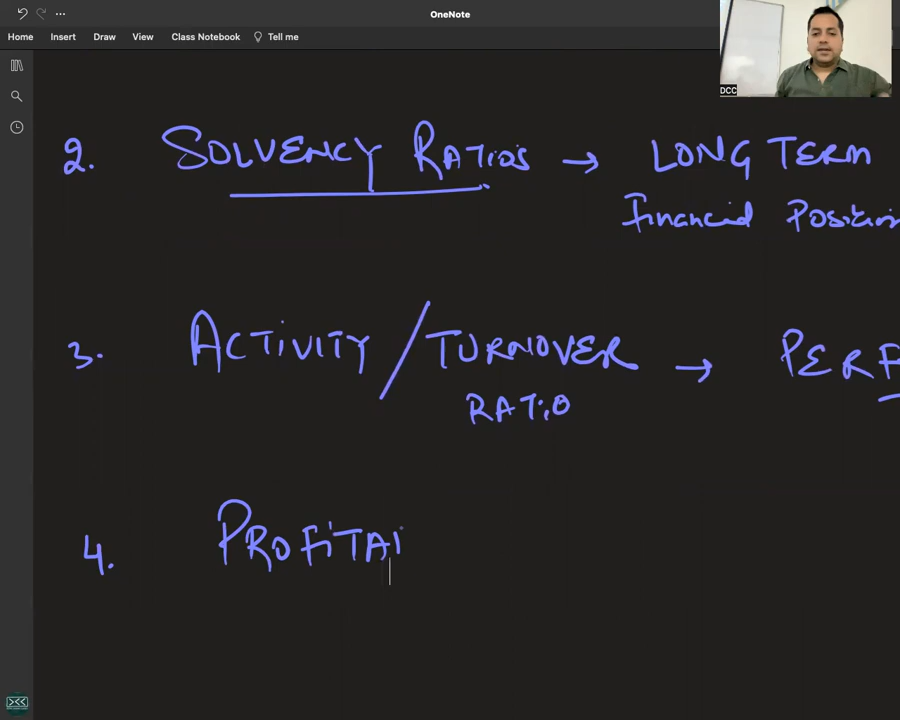 OneNote
Home Insert Draw View Class Notebook Tell me
DCC
2. SOLVENCY RATIOS → LONG TERM
Financial Position
3. ACTIVITY / TURNOVER → PERF
RATIO
4. PROFITA